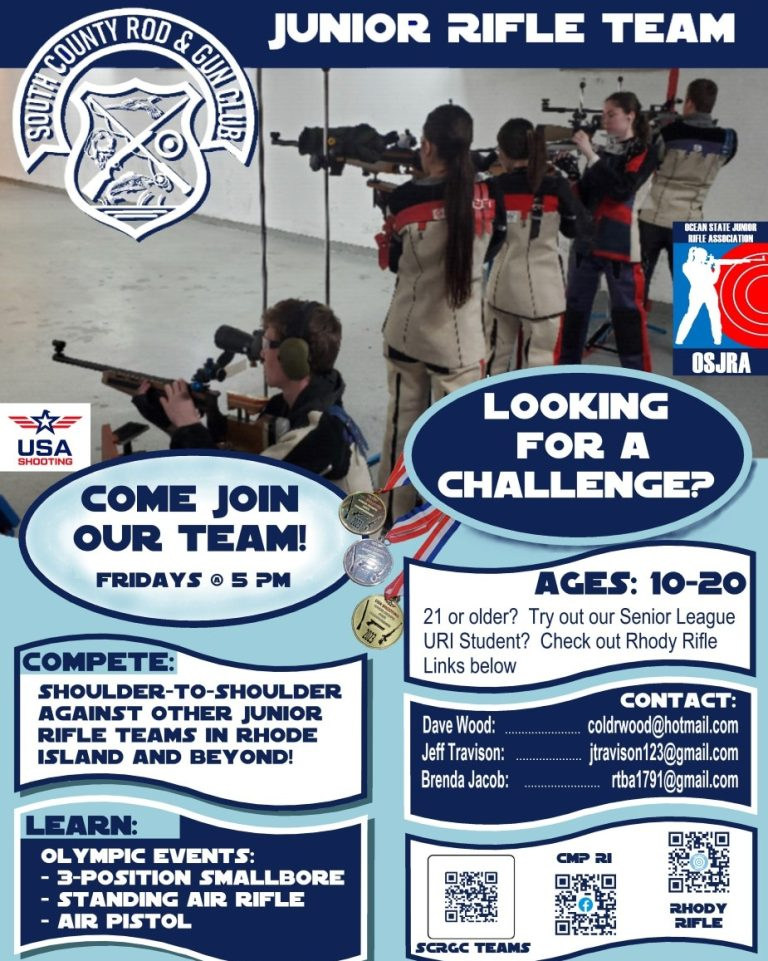 JUNIOR RIFLE TEAM
SOUTH COUNTY ROD & GUN CLUB
OCEAN STATE JUNIOR
RIFLE ASSOCIATION
OSJRA
USA
SHOOTING
LOOKING
FOR A
CHALLENGE?
COME JOIN
OUR TEAM!
FRIDAYS @ 5 PM
2023
AGES: 10-20
21 or older? Try out our Senior League
URI Student? Check out Rhody Rifle
Links below
COMPETE:
SHOULDER-TO-SHOULDER
AGAINST OTHER JUNIOR
RIFLE TEAMS IN RHODE
ISLAND AND BEYOND!
CONTACT:
Dave Wood: ........................ coldrwood@hotmail.com
Jeff Travison: ..................... jtravison123@gmail.com
Brenda Jacob: ........................ rtba1791@gmail.com
LEARN:
OLYMPIC EVENTS:
- 3-POSITION SMALLBORE
- STANDING AIR RIFLE
- AIR PISTOL
SCRGC TEAMS
CMP RI
RHODY
RIFLE